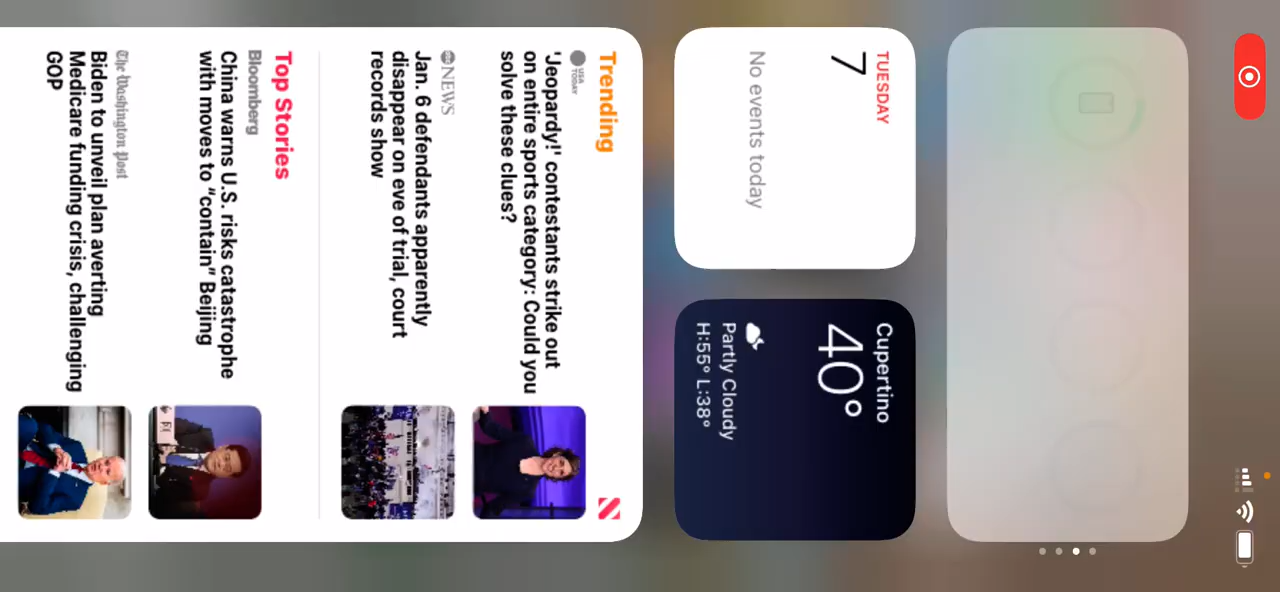 TUESDAY
7
No events today
Cupertino
40°
Partly Cloudy
H:55° L:38°
Trending
USA
TODAY
'Jeopardy!' contestants strike out
on entire sports category: Could you
solve these clues?
abc NEWS
Jan. 6 defendants apparently
disappear on eve of trial, court
records show
Top Stories
Bloomberg
China warns U.S. risks catastrophe
with moves to “contain” Beijing
The Washington Post
Biden to unveil plan averting
Medicare funding crisis, challenging
GOP